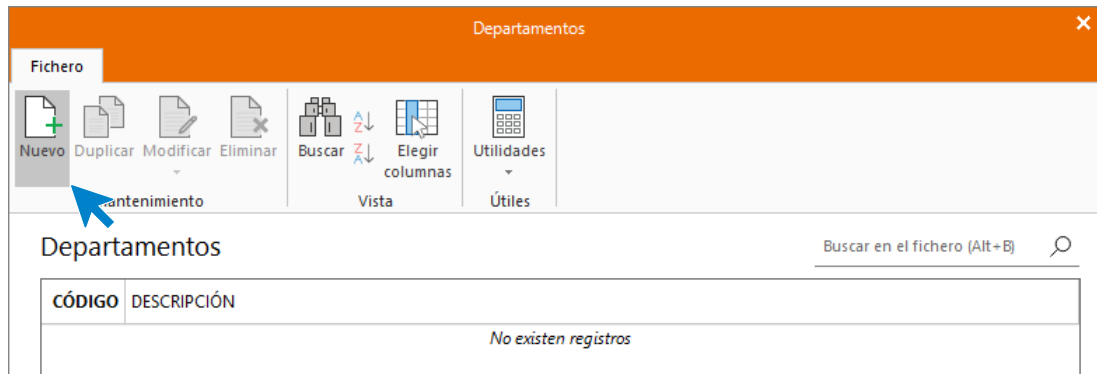 Departamentos
Fichero
Nuevo Duplicar Modificar Eliminar Buscar A Z Z A Elegir columnas Utilidades
antenimiento Vista Útiles
Departamentos Buscar en el fichero (Alt+B)
CÓDIGO DESCRIPCIÓN
No existen registros